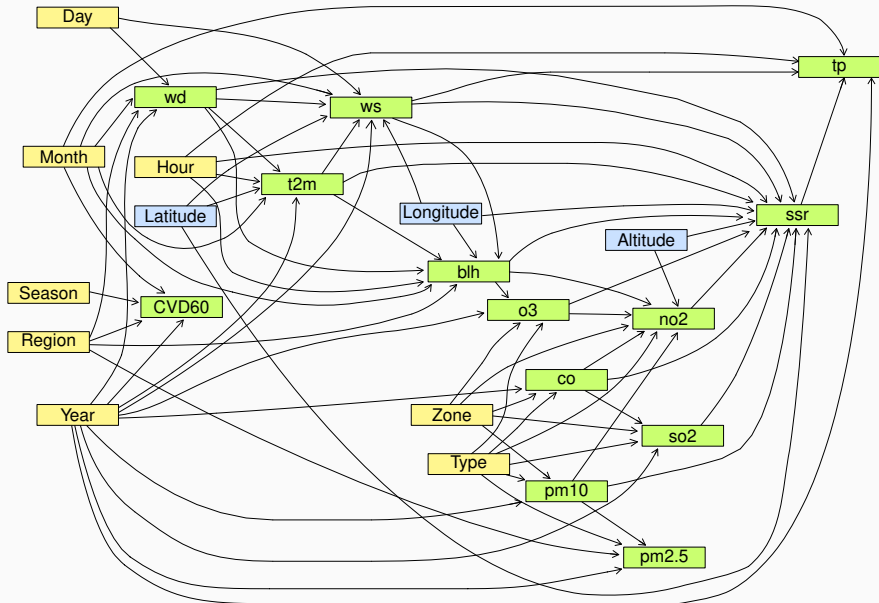 Day
tp
wd
ws
Month
Hour
t2m
Latitude
Longitude
ssr
Altitude
blh
Season
CVD60
o3
no2
Region
co
Year
Zone
so2
Type
pm10
pm2.5